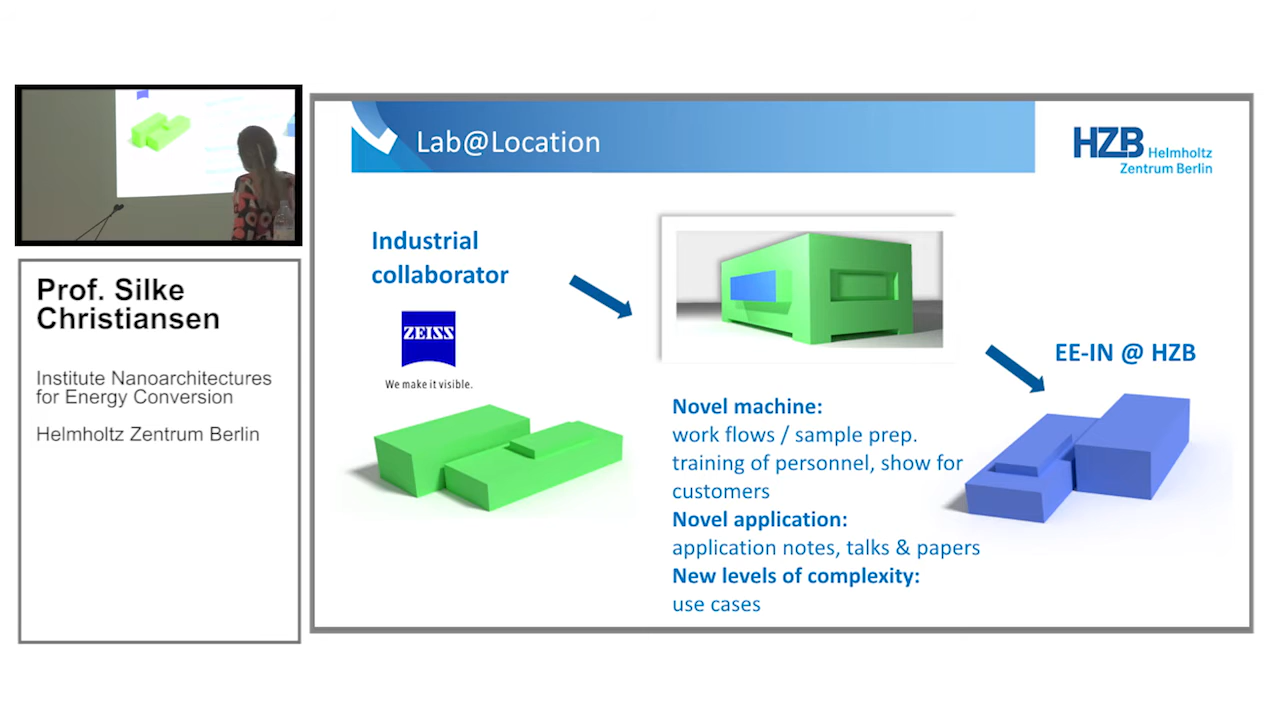 Prof. Silke
Christiansen
Institute Nanoarchitectures
for Energy Conversion
Helmholtz Zentrum Berlin
Lab@Location
HZB Helmholtz
Zentrum Berlin
Industrial
collaborator
ZEISS
We make it visible.
EE-IN @ HZB
Novel machine:
work flows / sample prep.
training of personnel, show for
customers
Novel application:
application notes, talks & papers
New levels of complexity:
use cases